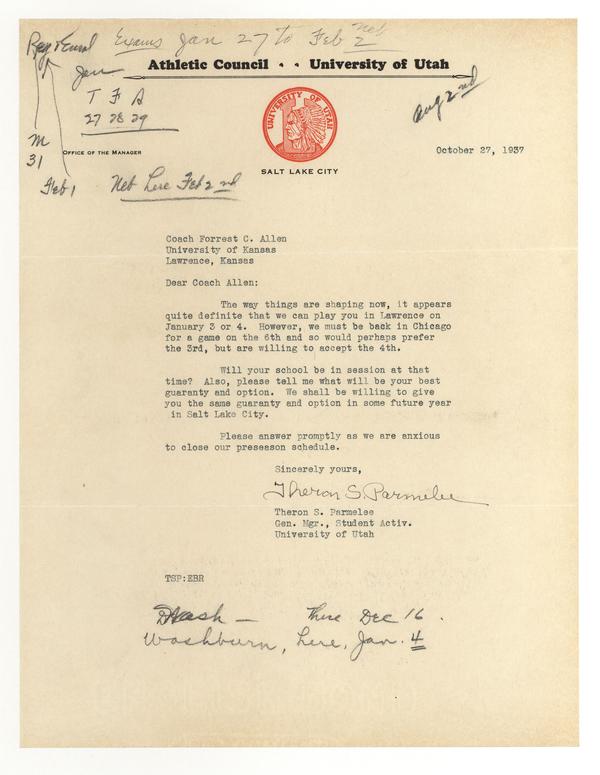 Exams Jan 27 to Feb 2
Neb
Reg & Enrol
Jan
T F A
27 28 29
M
31
Feb 1
Neb here Feb 2nd
Aug 2nd
Athletic Council · · University of Utah
UNIVERSITY OF UTAH
OFFICE OF THE MANAGER
SALT LAKE CITY
October 27, 1937
Coach Forrest C. Allen
University of Kansas
Lawrence, Kansas
Dear Coach Allen:
The way things are shaping now, it appears
quite definite that we can play you in Lawrence on
January 3 or 4. However, we must be back in Chicago
for a game on the 6th and so would perhaps prefer
the 3rd, but are willing to accept the 4th.
Will your school be in session at that
time? Also, please tell me what will be your best
guaranty and option. We shall be willing to give
you the same guaranty and option in some future year
in Salt Lake City.
Please answer promptly as we are anxious
to close our preseason schedule.
Sincerely yours,
Theron S. Parmelee
Theron S. Parmelee
Gen. Mgr., Student Activ.
University of Utah
TSP:EBR
Wash — There Dec 16.
Washburn, here, Jan. 4